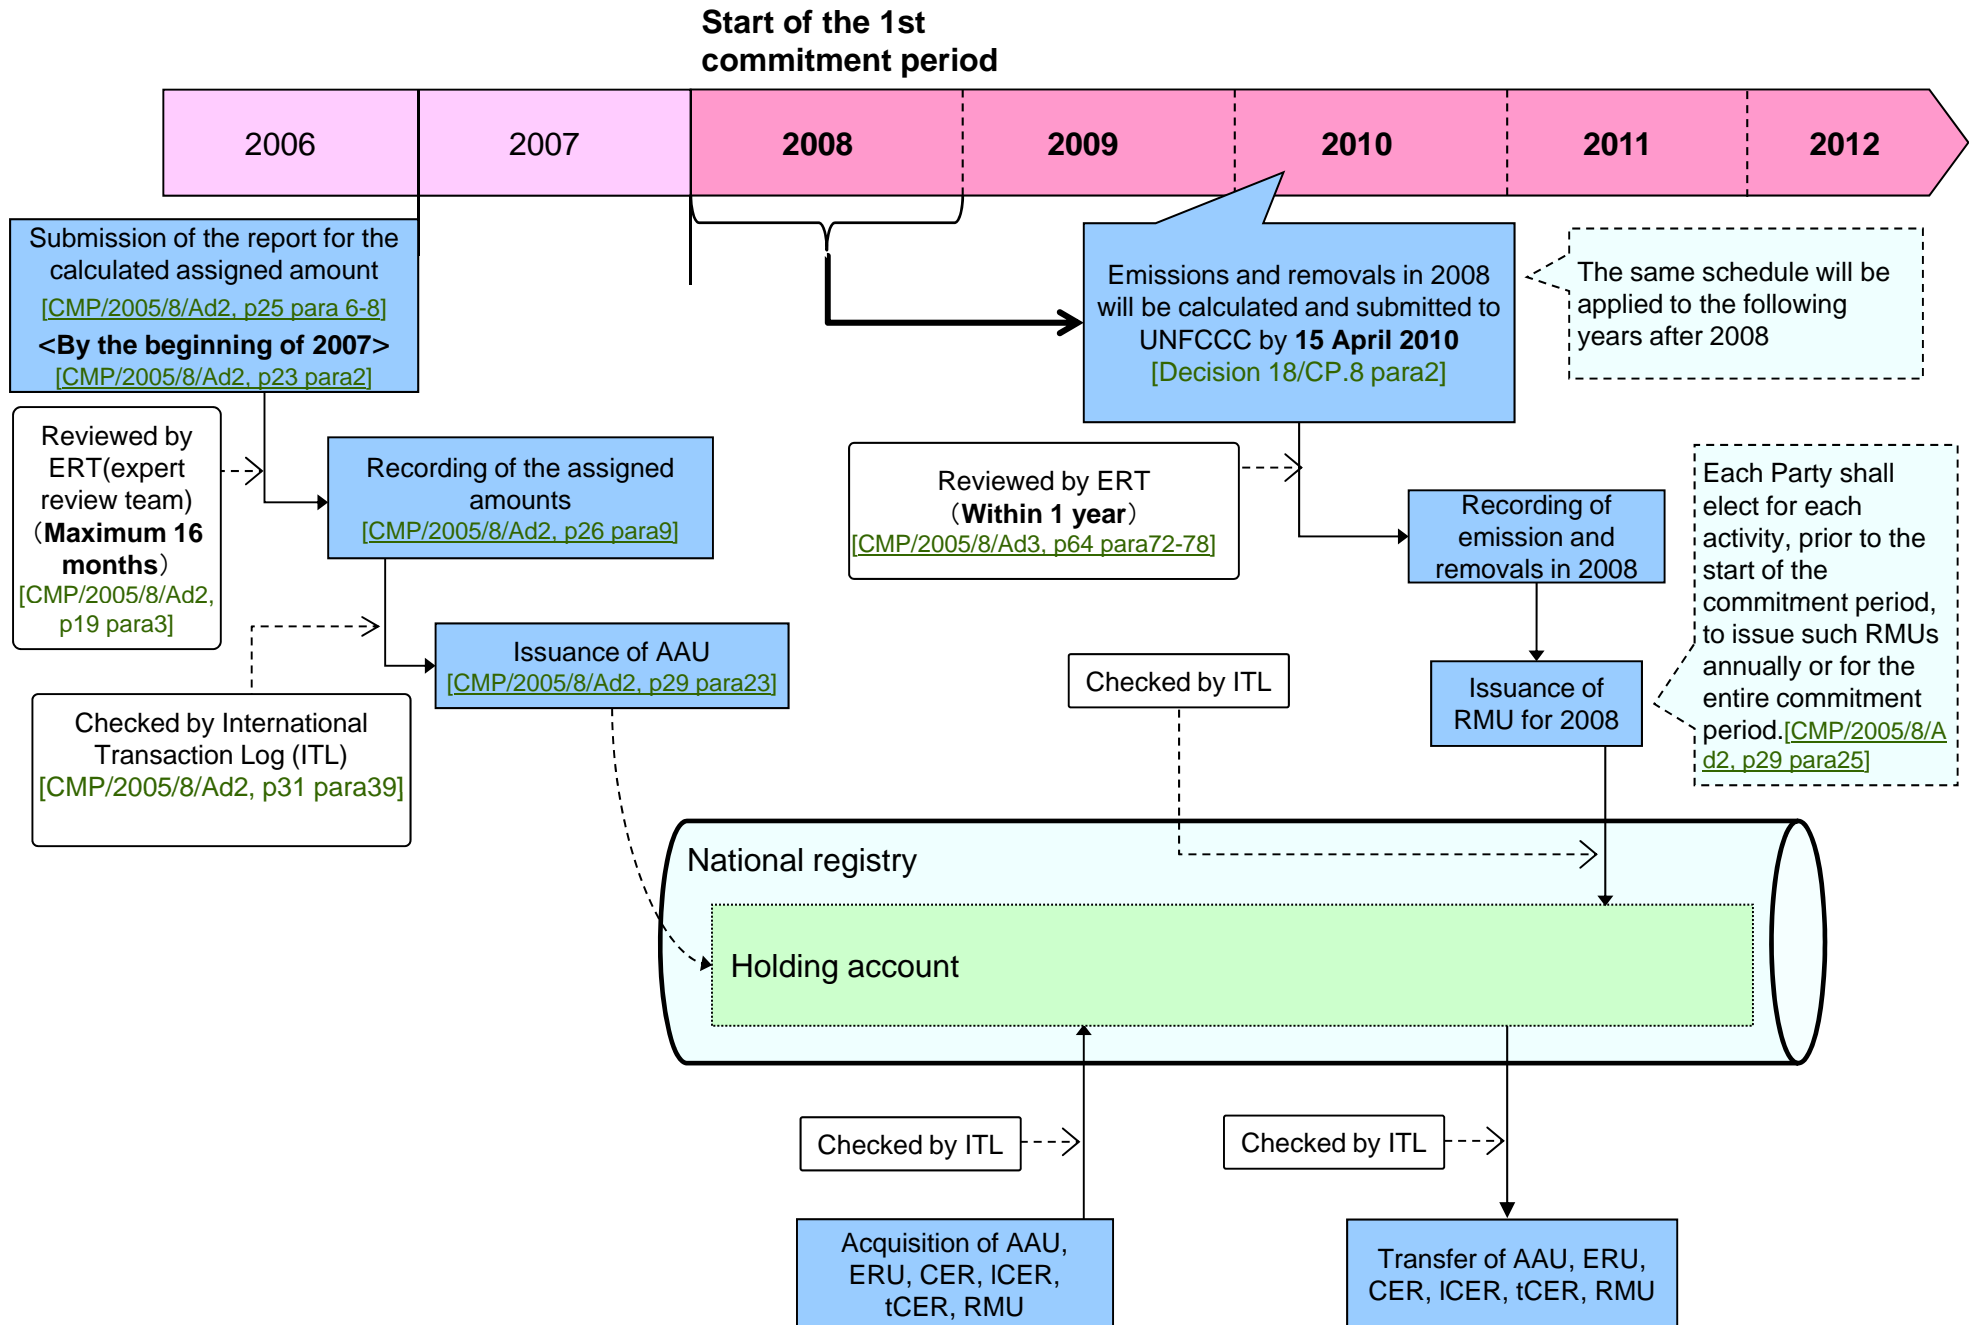 Start of the 1st
commitment period
2006
2007
2008
2009
2010
2011
2012
Submission of the report for the
calculated assigned amount
[CMP/2005/8/Ad2, p25 para 6-8]
<By the beginning of 2007>
[CMP/2005/8/Ad2, p23 para2]
Emissions and removals in 2008
will be calculated and submitted to
UNFCCC by 15 April 2010
[Decision 18/CP.8 para2]
The same schedule will be
applied to the following
years after 2008
Reviewed by
ERT(expert
review team)
（Maximum 16
months）
[CMP/2005/8/Ad2,
p19 para3]
Recording of the assigned
amounts
[CMP/2005/8/Ad2, p26 para9]
Reviewed by ERT
（Within 1 year）
[CMP/2005/8/Ad3, p64 para72-78]
Recording of
emission and
removals in 2008
Each Party shall
elect for each
activity, prior to the
start of the
commitment period,
to issue such RMUs
annually or for the
entire commitment
period.[CMP/2005/8/A
d2, p29 para25]
Issuance of AAU
[CMP/2005/8/Ad2, p29 para23]
Checked by ITL
Issuance of
RMU for 2008
Checked by International
Transaction Log (ITL)
[CMP/2005/8/Ad2, p31 para39]
National registry
Holding account
Checked by ITL
Checked by ITL
Acquisition of AAU,
ERU, CER, lCER,
tCER, RMU
Transfer of AAU, ERU,
CER, lCER, tCER, RMU